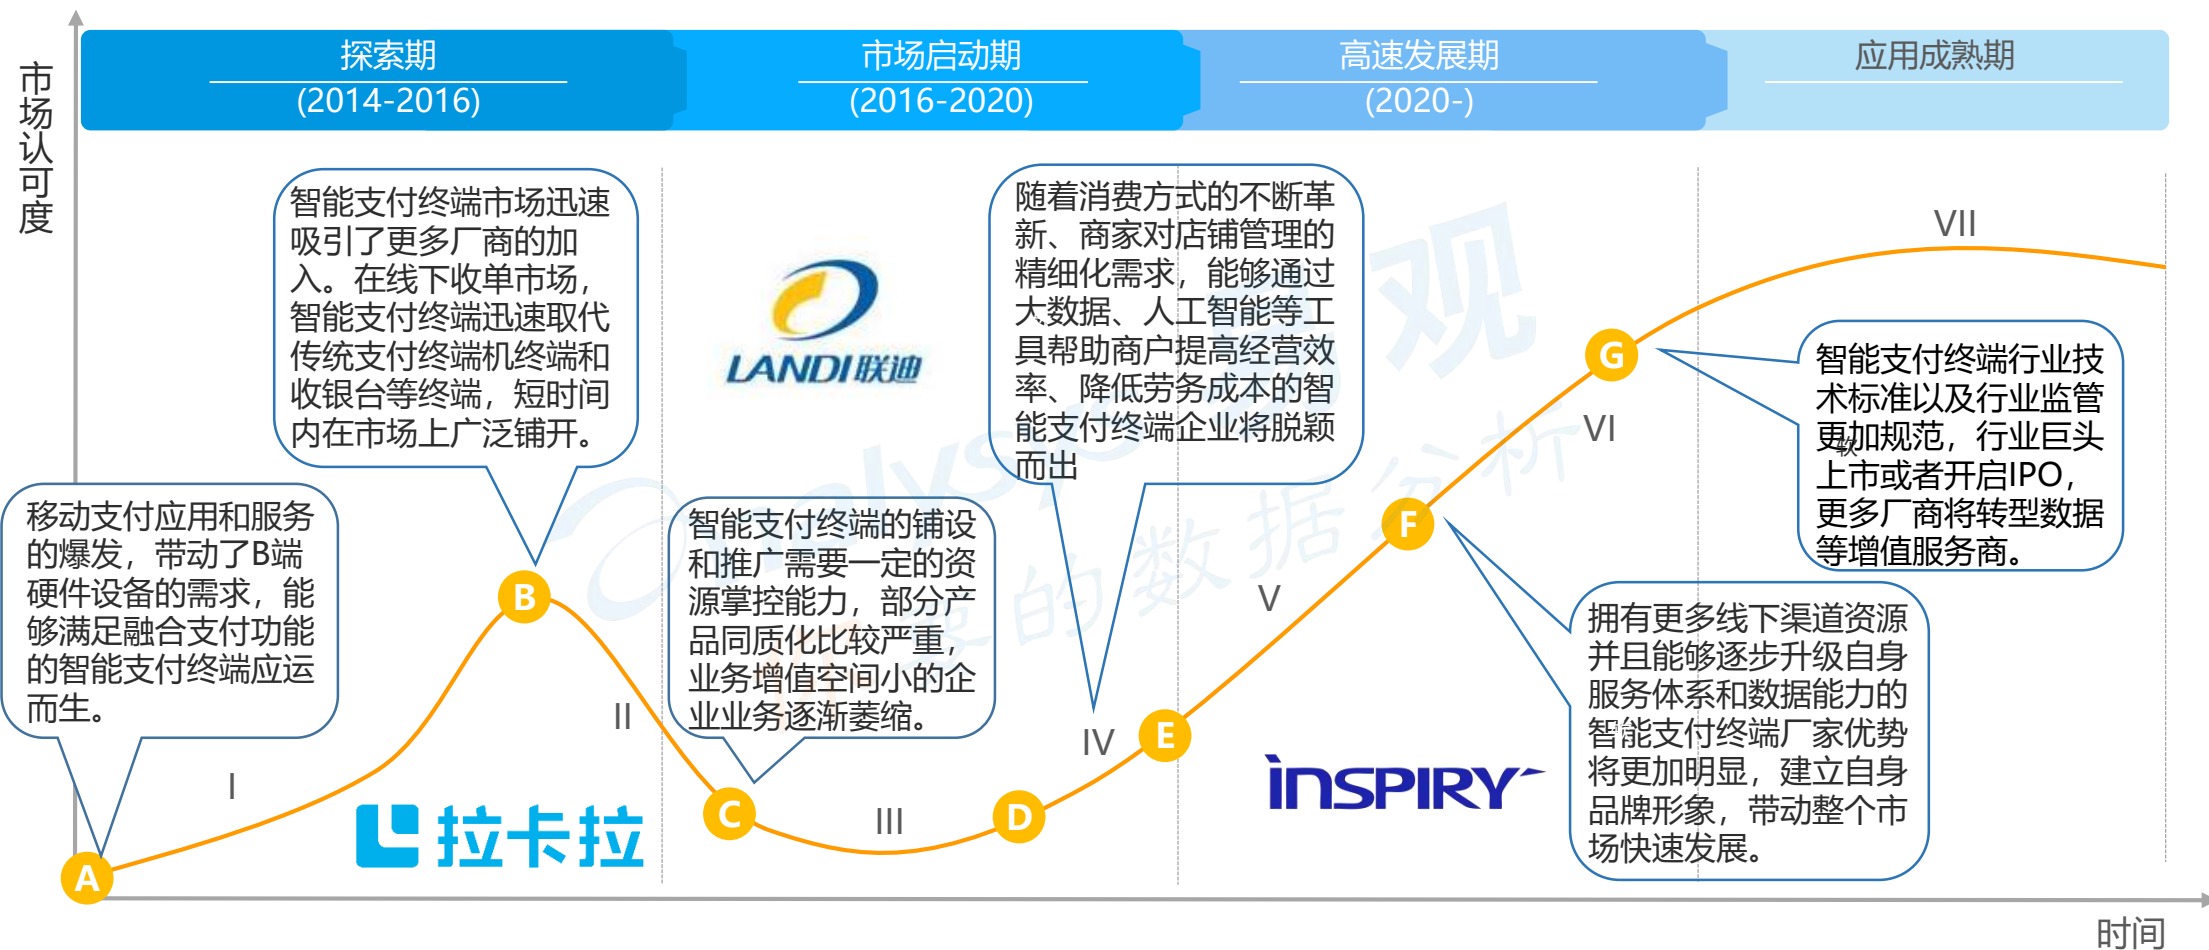 市场认可度
探索期
(2014-2016)
市场启动期
(2016-2020)
高速发展期
(2020-)
应用成熟期
智能支付终端市场迅速
吸引了更多厂商的加
入。在线下收单市场，
智能支付终端迅速取代
传统支付终端机终端和
收银台等终端，短时间
内在市场上广泛铺开。
移动支付应用和服务
的爆发，带动了B端
硬件设备的需求，能
够满足融合支付功能
的智能支付终端应运
而生。
LANDI联迪
智能支付终端的铺设
和推广需要一定的资
源掌控能力，部分产
品同质化比较严重，
业务增值空间小的企
业业务逐渐萎缩。
随着消费方式的不断革
新、商家对店铺管理的
精细化需求，能够通过
大数据、人工智能等工
具帮助商户提高经营效
率、降低劳务成本的智
能支付终端企业将脱颖
而出
智能支付终端行业技
术标准以及行业监管
更加规范，行业巨头
上市或者开启IPO，
更多厂商将转型数据
等增值服务商。
软
拥有更多线下渠道资源
并且能够逐步升级自身
服务体系和数据能力的
智能支付终端厂家优势
将更加明显，建立自身
品牌形象，带动整个市
场快速发展。
A
I
B
II
C
III
D
IV
E
V
F
VI
G
VII
拉卡拉
INSPIRY
易观
analysys
你要的数据分析
时间